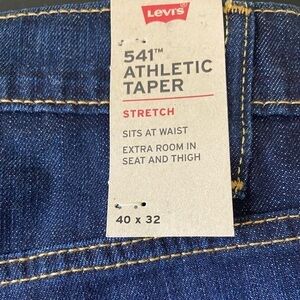 Levi's
541™
ATHLETIC
TAPER
STRETCH
SITS AT WAIST
EXTRA ROOM IN
SEAT AND THIGH
40 x 32